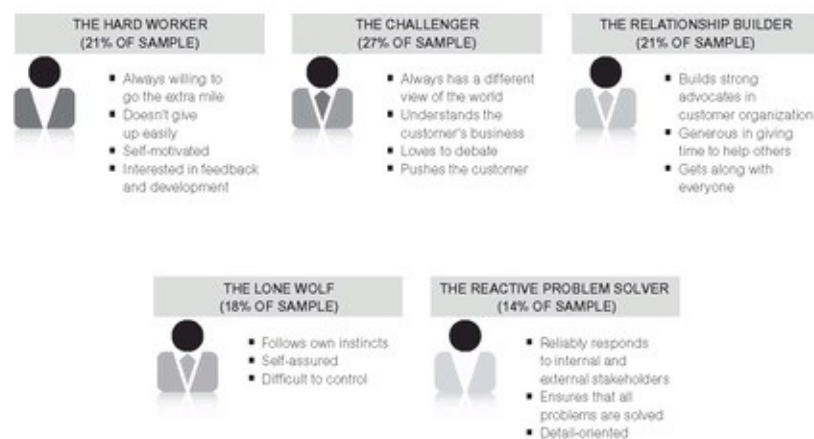 THE HARD WORKER
(21% OF SAMPLE)
Always willing to
go the extra mile
Doesn't give
up easily
Self-motivated
Interested in feedback
and development
THE CHALLENGER
(27% OF SAMPLE)
Always has a different
view of the world
Understands the
customer's business
Loves to debate
Pushes the customer
THE RELATIONSHIP BUILDER
(21% OF SAMPLE)
Builds strong
advocates in
customer organization
Generous in giving
time to help others
Gets along with
everyone
THE LONE WOLF
(18% OF SAMPLE)
Follows own instincts
Self-assured
Difficult to control
THE REACTIVE PROBLEM SOLVER
(14% OF SAMPLE)
Reliably responds
to internal and
external stakeholders
Ensures that all
problems are solved
Detail-oriented